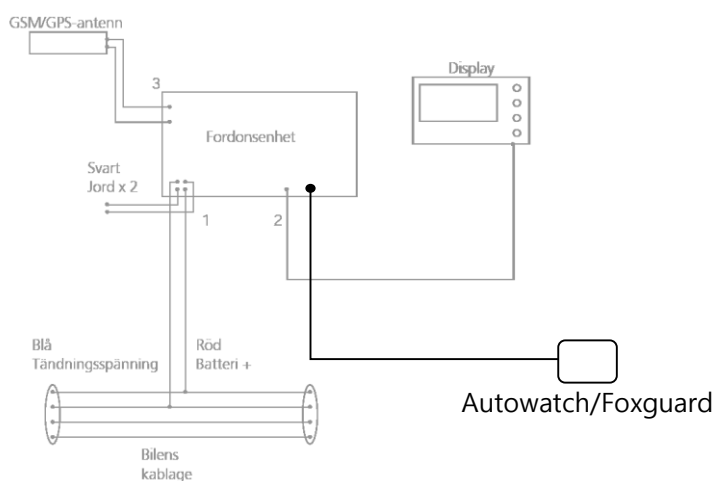 GSM/GPS-antenn
Display
3
Fordonsenhet
Svart
Jord x 2
1
2
Blå
Tändningsspänning
Röd
Batteri +
Autowatch/Foxguard
Bilens
kablage